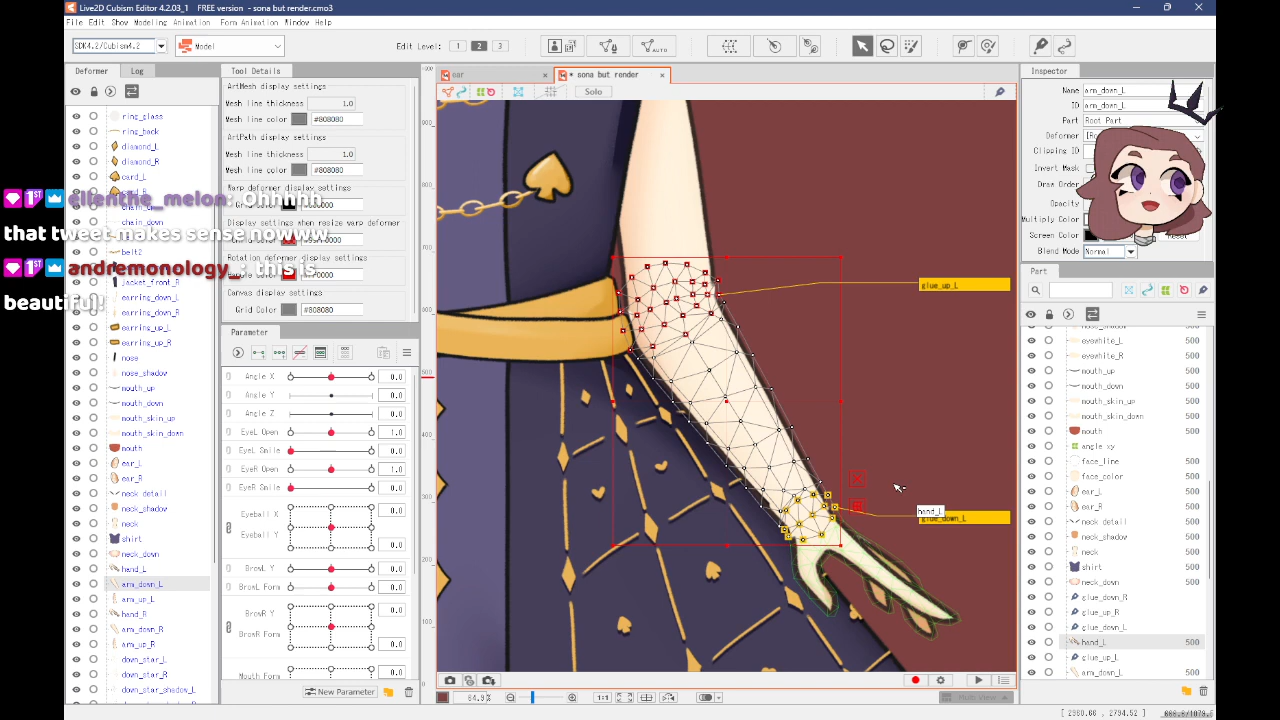 Live2D Cubism Editor 4.2.03_1    FREE version  - sona but render.cmo3
File Edit Show Modeling Animation Form Animation Window Help
SDK4.2/Cubism4.2 Model Edit Level: 1 2 3
AUTO
Deformer Log
Tool Details
ear
* sona but render
Solo
Inspector
ArtMesh display settings
Mesh line thickness 1.0
Mesh line color #808080
ArtPath display settings
Mesh line thickness 1.0
Mesh line color #808080
Warp deformer display settings
Display settings when resize warp deformer
Rotation deformer display settings
Canvas display settings
Grid Color #808080
Name arm_down_L
ID arm_down_L
Part Root Part
Deformer
Clipping ID
Invert Mask
Draw Order
Opacity
Multiply Color
Screen Color Reset
Blend Mode Normal
ring_glass
ring_back
diamond_L
diamond_R
card_L
chain_down
belt2
jacket_front_R
earring_down_L
earring_down_R
earring_up_L
earring_up_R
nose
nose_shadow
mouth_up
mouth_down
mouth_skin_up
mouth_skin_down
mouth
ear_L
ear_R
neck detail
neck_shadow
neck
shirt
neck_down
hand_L
arm_down_L
arm_up_L
hand_R
arm_down_R
arm_up_R
down_star_L
down_star_R
down_star_shadow_L
ellenthe_melon: Ohhhhh
that tweet makes sense nowww
andremonology_: this is
beautiful!
Parameter
Angle X 0.0
Angle Y 0.0
Angle Z 0.0
EyeL Open 1.0
EyeL Smile 0.0
EyeR Open 1.0
EyeR Smile 0.0
Eyeball X 0.0
Eyeball Y 0.0
BrowL Y 0.0
BrowL Form 0.0
BrowR Y 0.0
BrowR Form 0.0
Mouth Form
New Parameter
glue_up_L
hand_L
glue_down_L
Part
eyewhite_L 500
eyewhite_R 500
mouth_up 500
mouth_down 500
mouth_skin_up 500
mouth_skin_down 500
mouth 500
angle xy
face_line 500
face_color 500
ear_L 500
ear_R 500
neck detail 500
neck_shadow 500
neck 500
shirt 500
neck_down 500
glue_down_R
glue_up_R
glue_down_L
hand_L 500
glue_up_L
arm_down_L 500
64.9%
1:1
Multi View